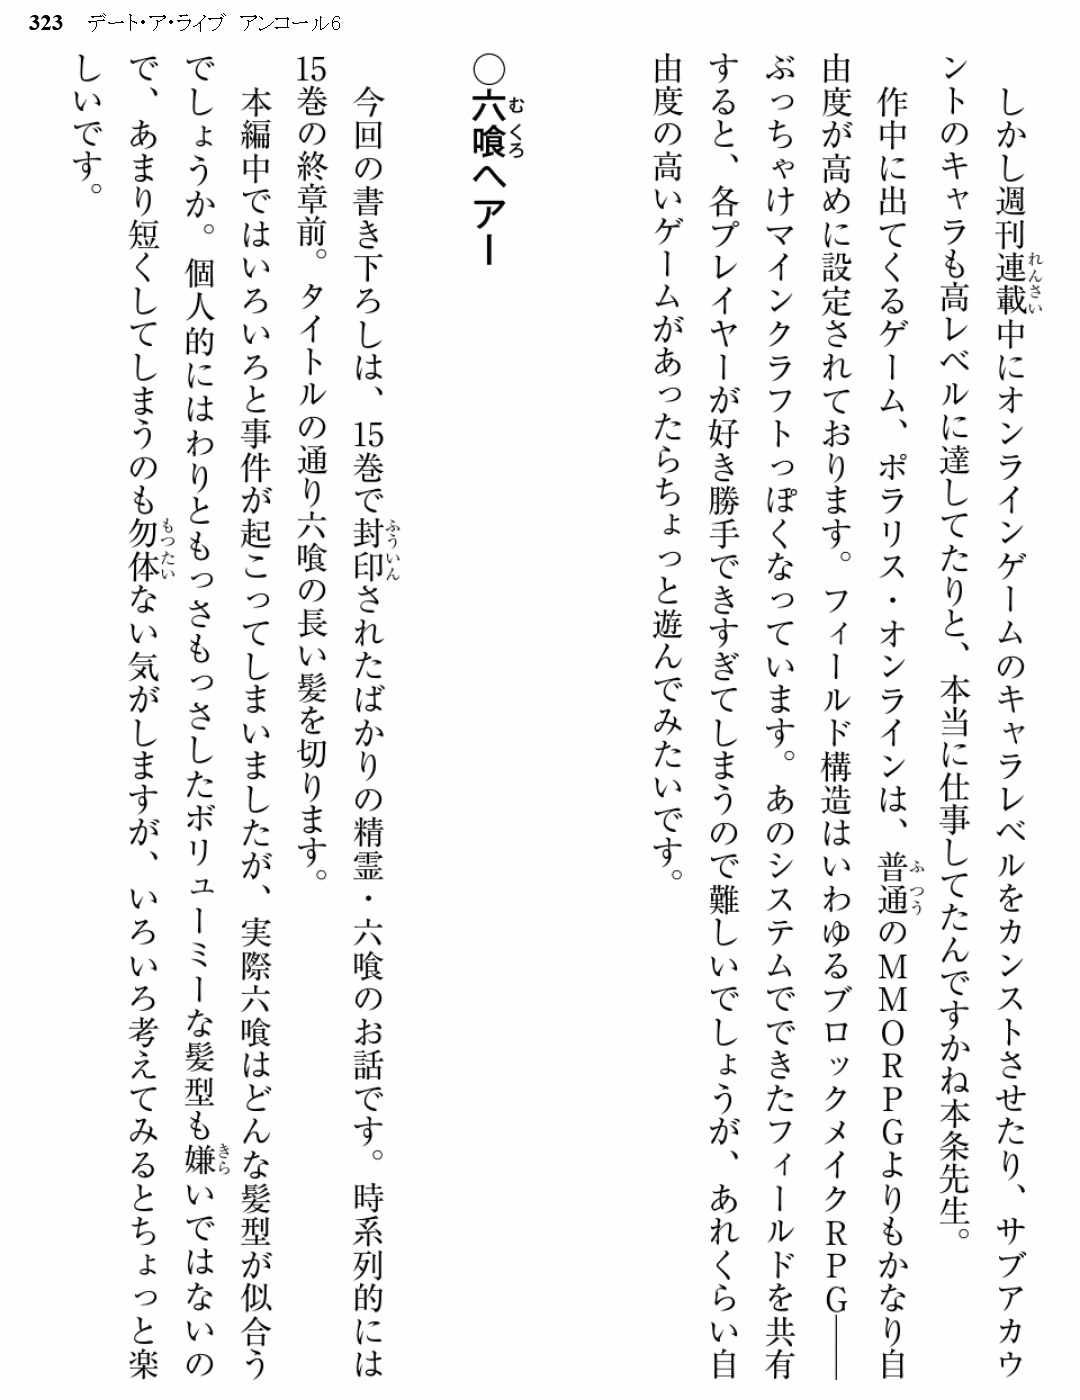 323 デート・ア・ライブ アンコール6
しかし週刊連載中にオンラインゲームのキャラレベルをカンストさせたり、サブアカウ
ントのキャラも高レベルに達してたりと、本当に仕事してたんですかね本条先生。
作中に出てくるゲーム、ポラリス・オンラインは、普通のMMORPGよりもかなり自
由度が高めに設定されております。フィールド構造はいわゆるブロックメイクRPG――
ぶっちゃけマインクラフトっぽくなっています。あのシステムでできたフィールドを共有
すると、各プレイヤーが好き勝手できすぎてしまうので難しいでしょうが、あれくらい自
由度の高いゲームがあったらちょっと遊んでみたいです。
○六喰へアー
今回の書き下ろしは、15巻で封印されたばかりの精霊・六喰のお話です。時系列的には
15巻の終章前。タイトルの通り六喰の長い髪を切ります。
本編中ではいろいろと事件が起こってしまいましたが、実際六喰はどんな髪型が似合う
でしょうか。個人的にはわりともっさもっさしたボリューミーな髪型も嫌いではないの
で、あまり短くしてしまうのも勿体ない気がしますが、いろいろ考えてみるとちょっと楽
しいです。